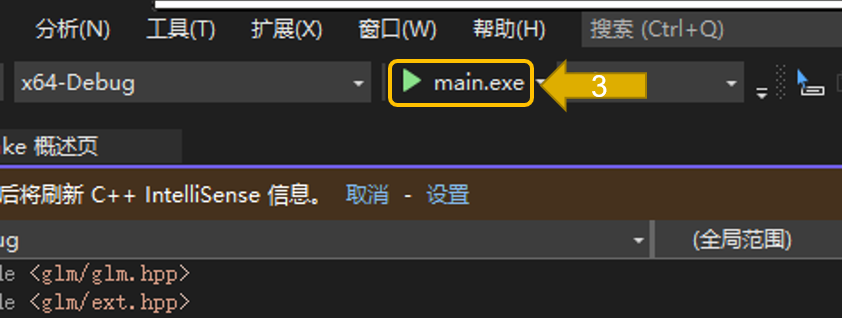 分析(N) 工具(T) 扩展(X) 窗口(W) 帮助(H) 搜索 (Ctrl+Q)
x64-Debug main.exe 3
ke 概述页
后将刷新 C++ IntelliSense 信息。 取消 - 设置
ug (全局范围)
de <glm/glm.hpp>
de <glm/ext.hpp>